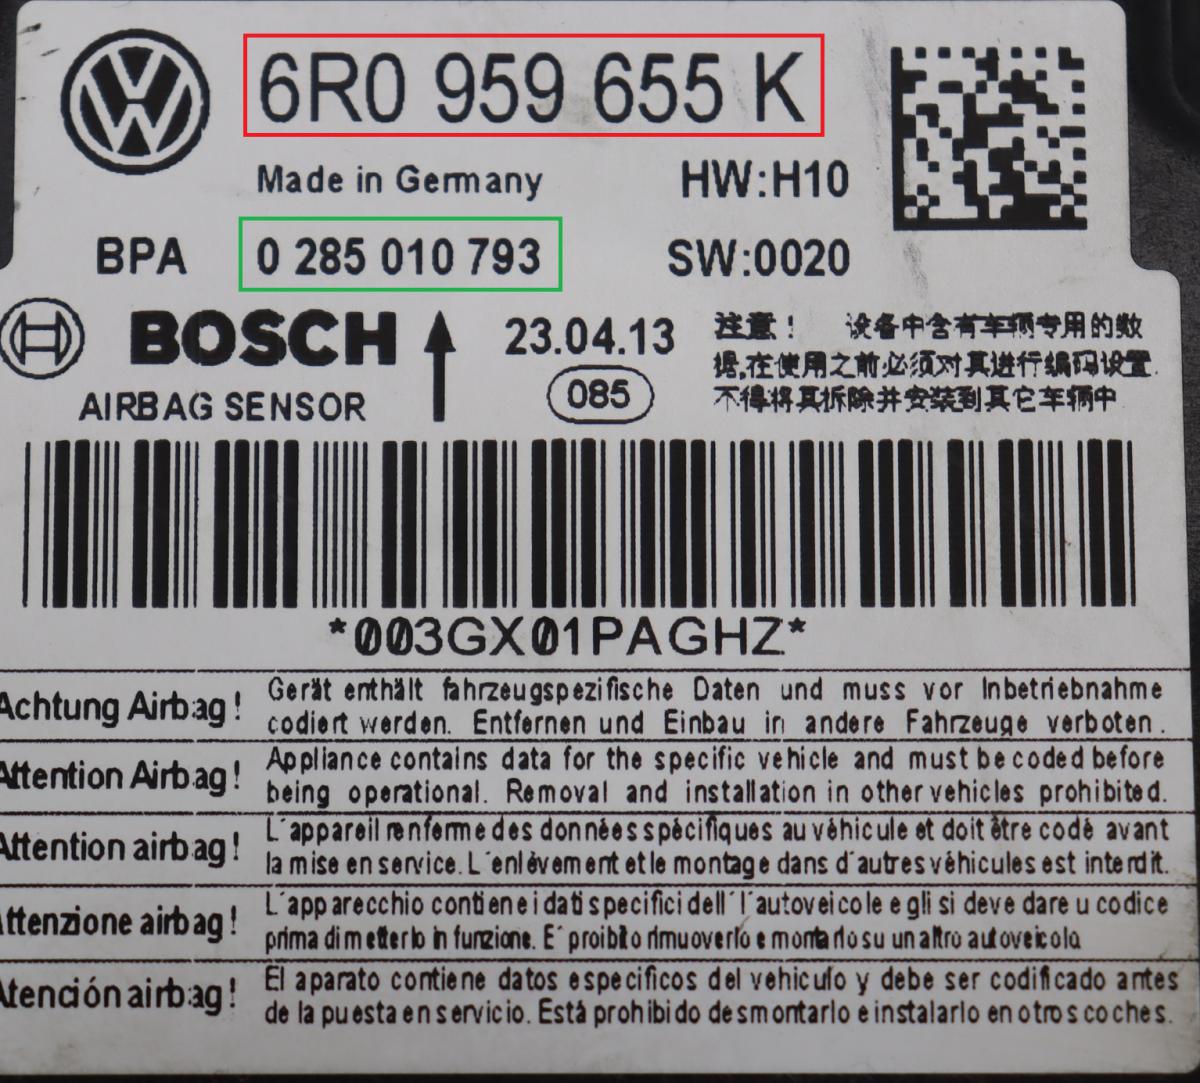 6R0 959 655 K
Made in Germany
HW:H10
BPA
0 285 010 793
SW:0020
BOSCH
23.04.13
AIRBAG SENSOR
085
注意！ 设备中含有车辆专用的数
据,在使用之前必须对其进行编码设置.
不得将其拆除并安装到其它车辆中
*003GX01PAGHZ*
Achtung Airbag!
Gerät enthält fahrzeugspezifische Daten und muss vor Inbetriebnahme
codiert werden. Entfernen und Einbau in andere Fahrzeuge verboten.
Attention Airbag!
Appliance contains data for the specific vehicle and must be coded before
being operational. Removal and installation in other vehicles prohibited.
Attention airbag!
L´appareil renferme des données spécifiques au véhicule et doit être codé avant
la mise en service. L´enlèvement et le montage dans d´autres véhicules est interdit.
Attenzione airbag!
L´apparecchio contiene i dati specifici dell´l´autoveicolo e gli si deve dare u codice
prima di metterlo in funzione. E´ proibito rimuoverlo e montarlo su un altro autoveicolo.
Atención airbag!
El aparato contiene datos específicos del vehículo y debe ser codificado antes
de la puesta en servicio. Está prohibido desmontarlo e instalarlo en otros coches.